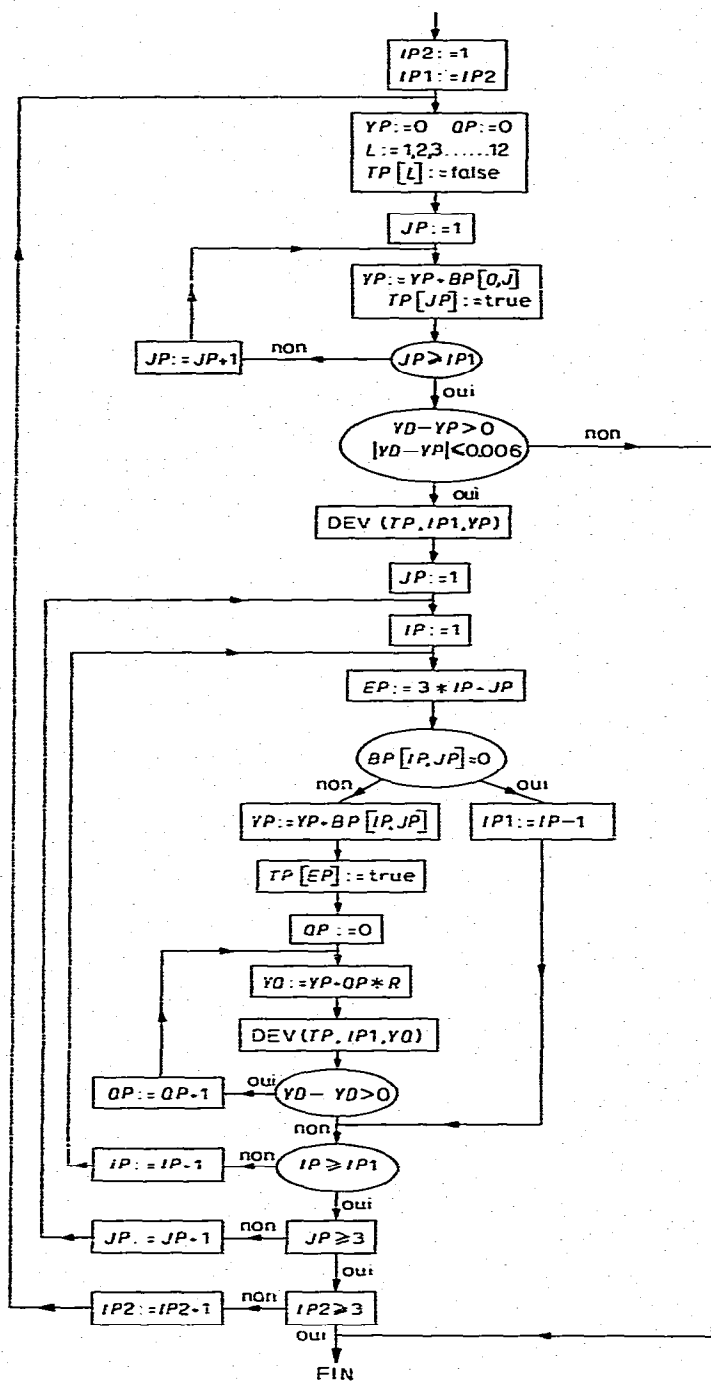 IP2:=1
IP1:=IP2
YP:=0 QP:=0
L:=1,2,3......12
TP[L]:=false
JP:=1
YP:=YP+BP[0,J]
TP[JP]:=true
JP:=JP+1
non
JP⩾IP1
oui
YD−YP>0
|YD−YP|⩽0.006
non
oui
DEV (TP,IP1,YP)
JP:=1
IP:=1
EP:=3*IP-JP
BP[IP,JP]=0
non
oui
YP:=YP+BP[IP,JP]
IP1:=IP-1
TP[EP]:=true
QP:=0
YQ:=YP+QP*R
DEV(TP,IP1,YQ)
QP:=QP+1
oui
YD− YQ>0
non
IP:=IP-1
non
IP⩾IP1
oui
JP.=JP+1
non
JP⩾3
oui
IP2:=IP2+1
non
IP2⩾3
oui
FIN